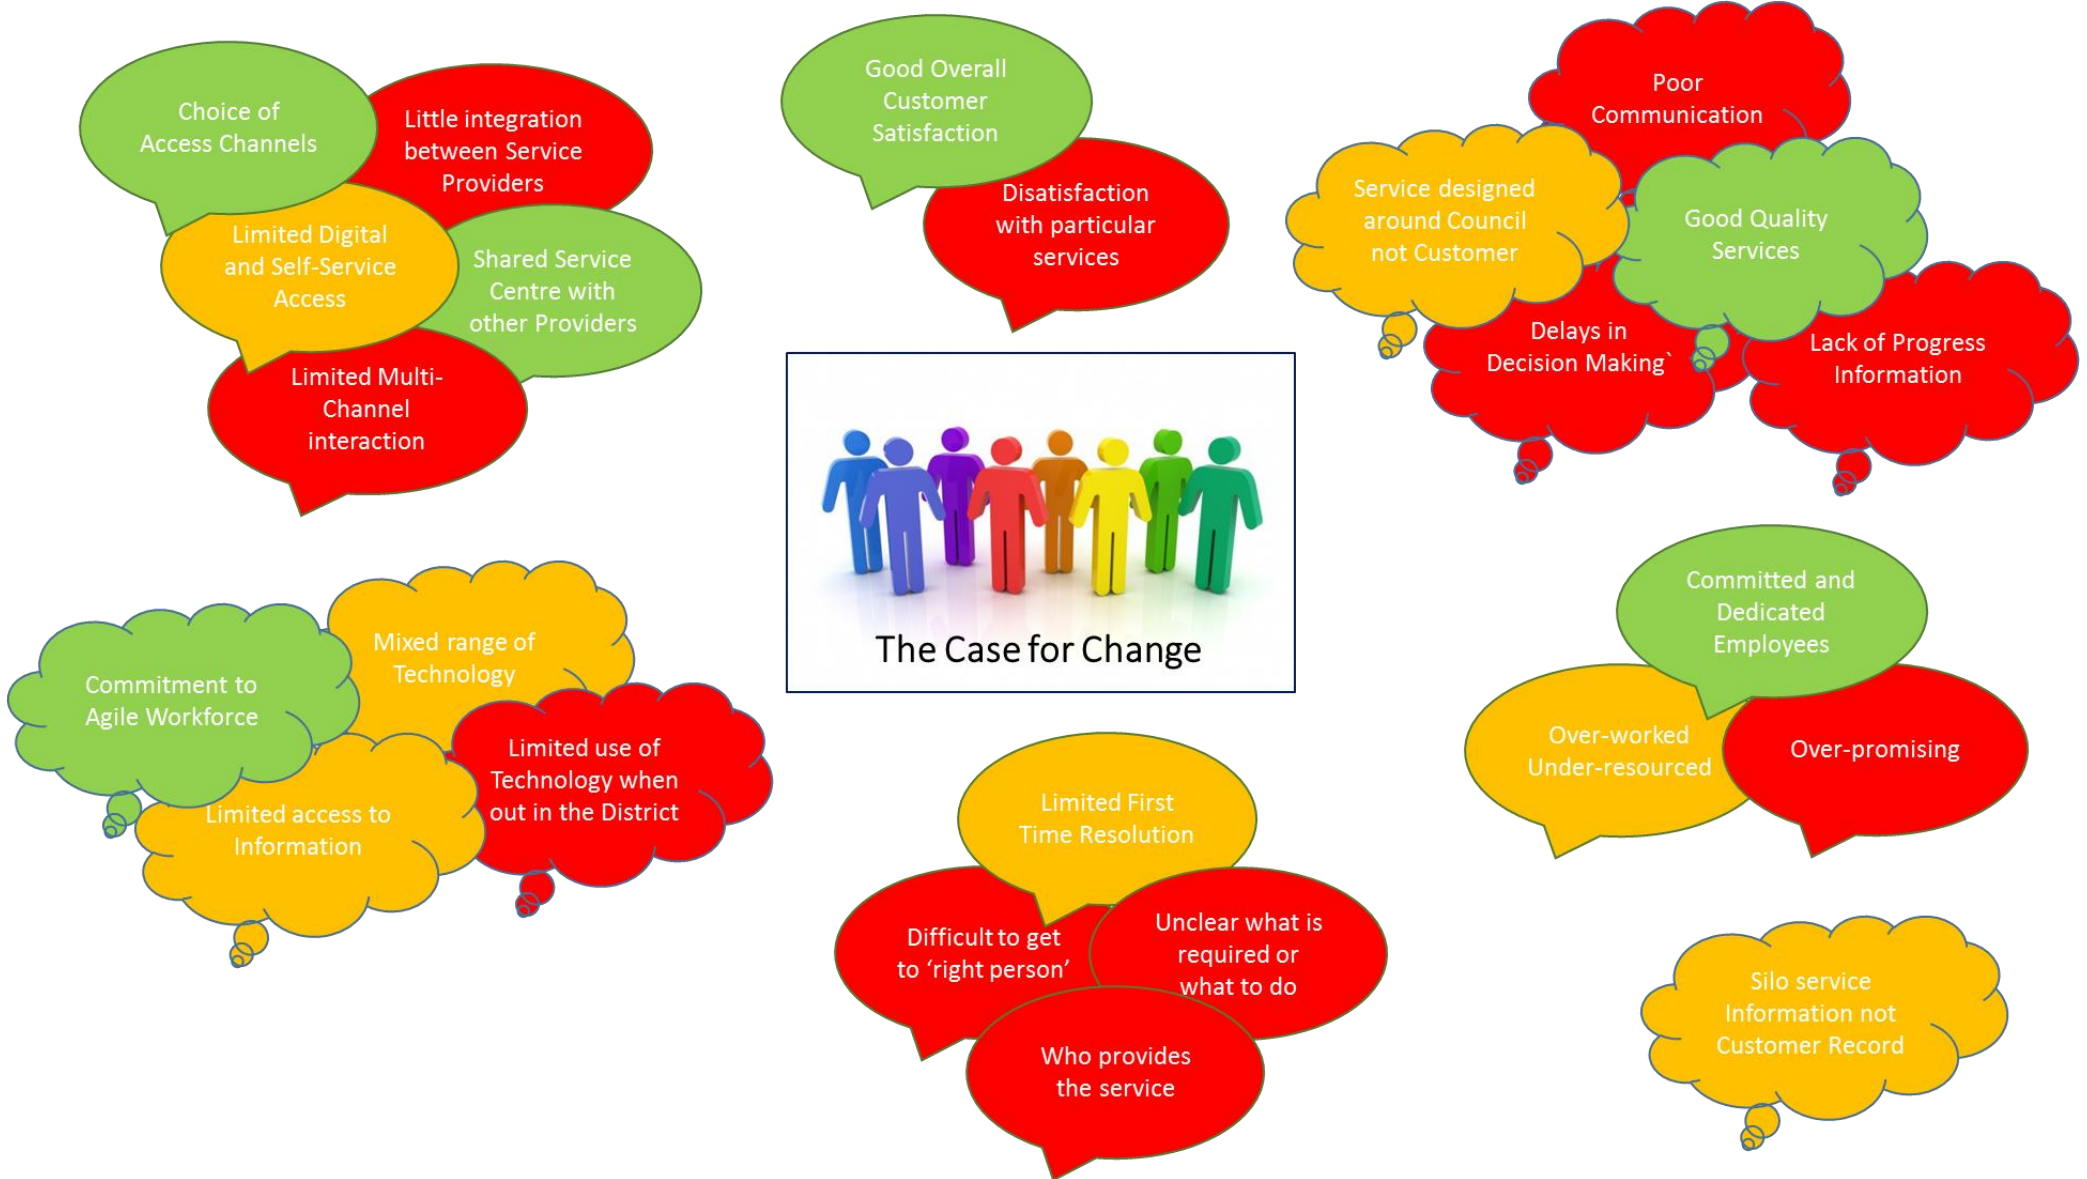 Choice of
Access Channels
Little integration
between Service
Providers
Limited Digital
and Self-Service
Access
Shared Service
Centre with
other Providers
Limited Multi-
Channel
interaction
Good Overall
Customer
Satisfaction
Disatisfaction
with particular
services
Poor
Communication
Service designed
around Council
not Customer
Good Quality
Services
Delays in
Decision Making`
Lack of Progress
Information
The Case for Change
Commitment to
Agile Workforce
Mixed range of
Technology
Limited access to
Information
Limited use of
Technology when
out in the District
Limited First
Time Resolution
Difficult to get
to ‘right person’
Unclear what is
required or
what to do
Who provides
the service
Committed and
Dedicated
Employees
Over-worked
Under-resourced
Over-promising
Silo service
Information not
Customer Record